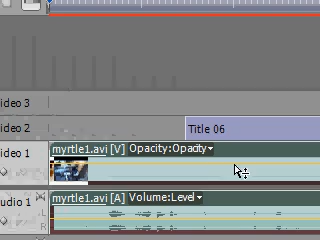 ideo 3
ideo 2
Title 06
ideo 1
myrtle1.avi [V] Opacity:Opacity
udio 1
myrtle1.avi [A] Volume:Level
L
R